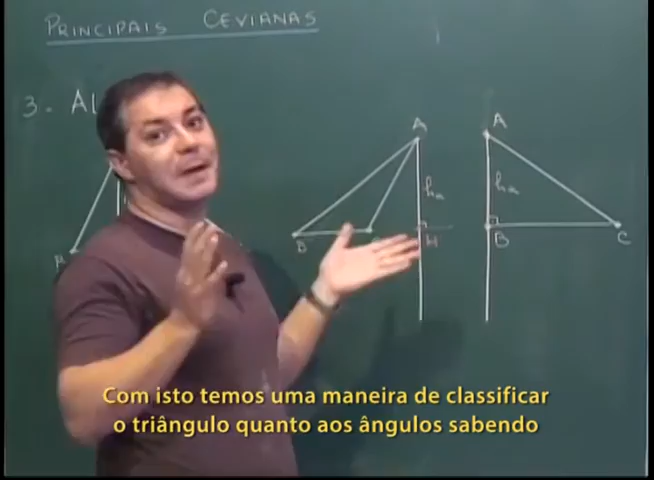 PRINCIPAIS CEVIANAS
3. AL
A
A
ha
ha
B
H
B
C
B
Com isto temos uma maneira de classificar
o triângulo quanto aos ângulos sabendo